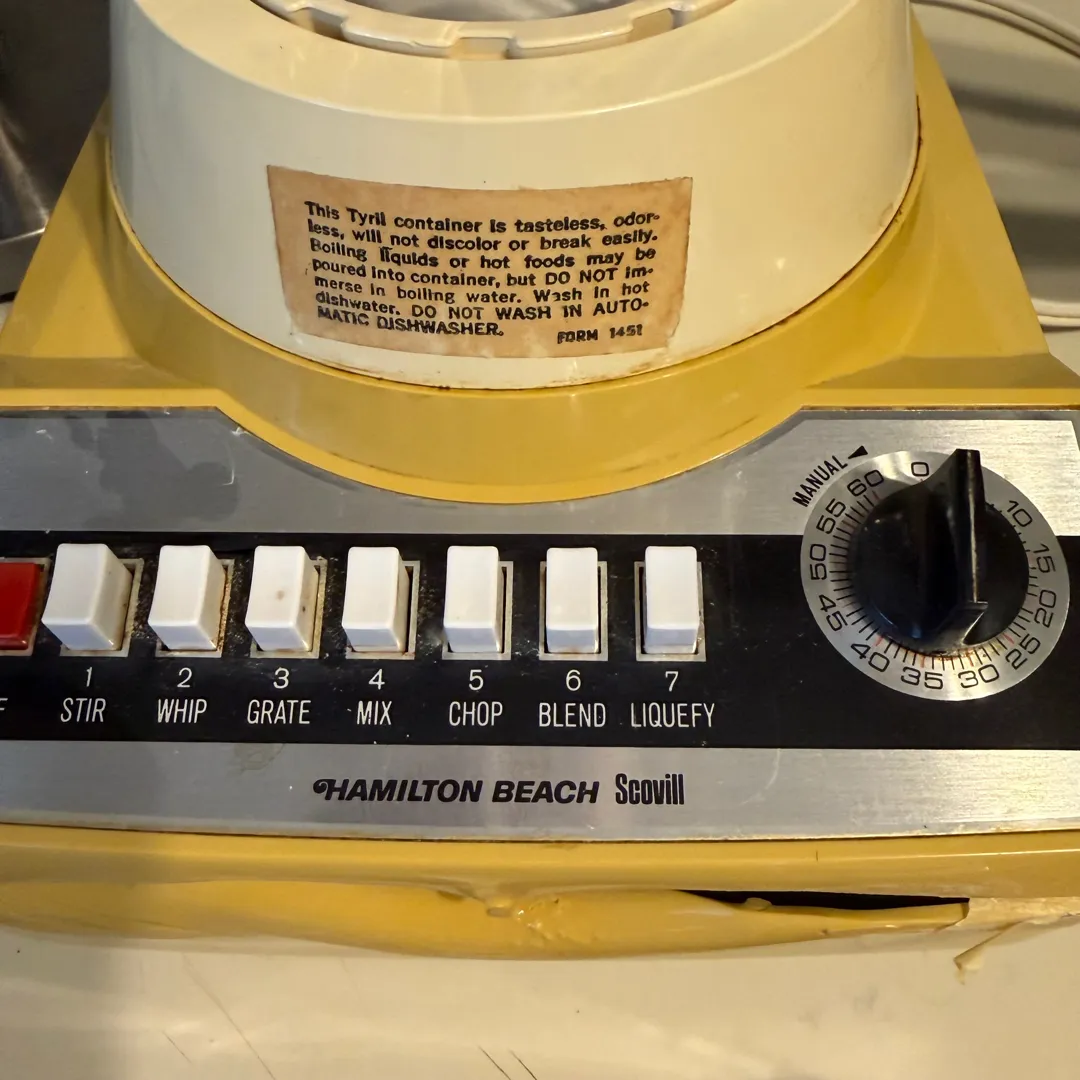 This Tyril container is tasteless, odor-
less, will not discolor or break easily.
Boiling liquids or hot foods may be
poured into container, but DO NOT im-
merse in boiling water. Wash in hot
dishwater. DO NOT WASH IN AUTO-
MATIC DISHWASHER.
FORM 1451
MANUAL
0
10
15
20
25
30
35
40
45
50
55
60
F
1 2 3 4 5 6 7
STIR WHIP GRATE MIX CHOP BLEND LIQUEFY
HAMILTON BEACH Scovill